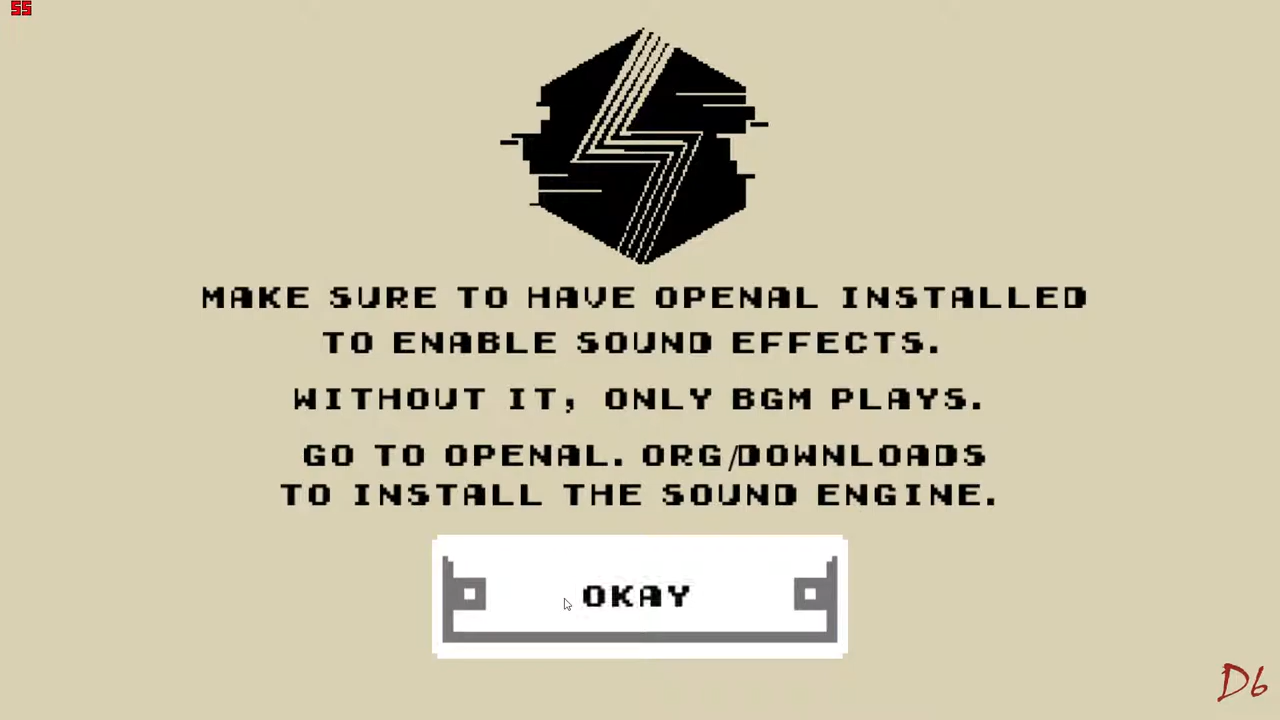 55
MAKE SURE TO HAVE OPENAL INSTALLED
TO ENABLE SOUND EFFECTS.
WITHOUT IT, ONLY BGM PLAYS.
GO TO OPENAL. ORG/DOWNLOADS
TO INSTALL THE SOUND ENGINE.
OKAY
D6